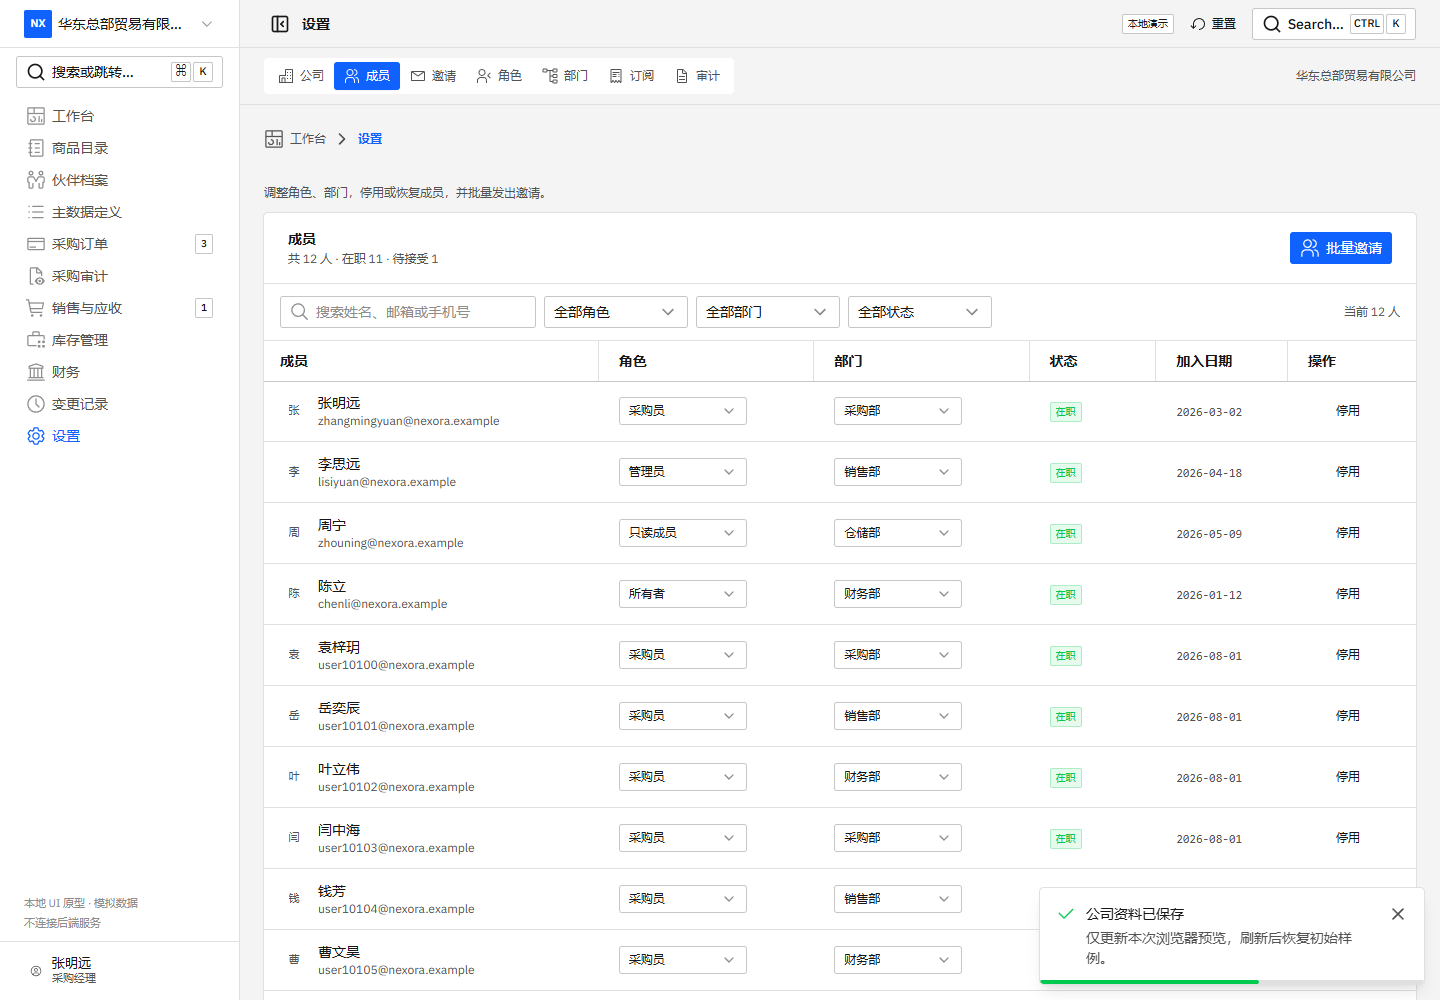 NX 华东总部贸易有限...
搜索或跳转... ⌘ K
工作台
商品目录
伙伴档案
主数据定义
采购订单 3
采购审计
销售与应收 1
库存管理
财务
变更记录
设置
本地 UI 原型 · 模拟数据
不连接后端服务
张明远
采购经理
设置
本地演示 重置 Search... CTRL K
公司 成员 邀请 角色 部门 订阅 审计
华东总部贸易有限公司
工作台 设置
调整角色、部门，停用或恢复成员，并批量发出邀请。
成员
共 12 人 · 在职 11 · 待接受 1
批量邀请
搜索姓名、邮箱或手机号 全部角色 全部部门 全部状态 当前 12 人
成员 角色 部门 状态 加入日期 操作
张 张明远 采购员 采购部 在职 2026-03-02 停用
zhangmingyuan@nexora.example
李 李思远 管理员 销售部 在职 2026-04-18 停用
lisiyuan@nexora.example
周 周宁 只读成员 仓储部 在职 2026-05-09 停用
zhouning@nexora.example
陈 陈立 所有者 财务部 在职 2026-01-12 停用
chenli@nexora.example
袁 袁梓玥 采购员 采购部 在职 2026-08-01 停用
user10100@nexora.example
岳 岳奕辰 采购员 销售部 在职 2026-08-01 停用
user10101@nexora.example
叶 叶立伟 采购员 财务部 在职 2026-08-01 停用
user10102@nexora.example
闫 闫中海 采购员 采购部 在职 2026-08-01 停用
user10103@nexora.example
钱 钱芳 采购员 销售部
user10104@nexora.example
曹 曹文昊 采购员 财务部
user10105@nexora.example
公司资料已保存
仅更新本次浏览器预览，刷新后恢复初始样
例。